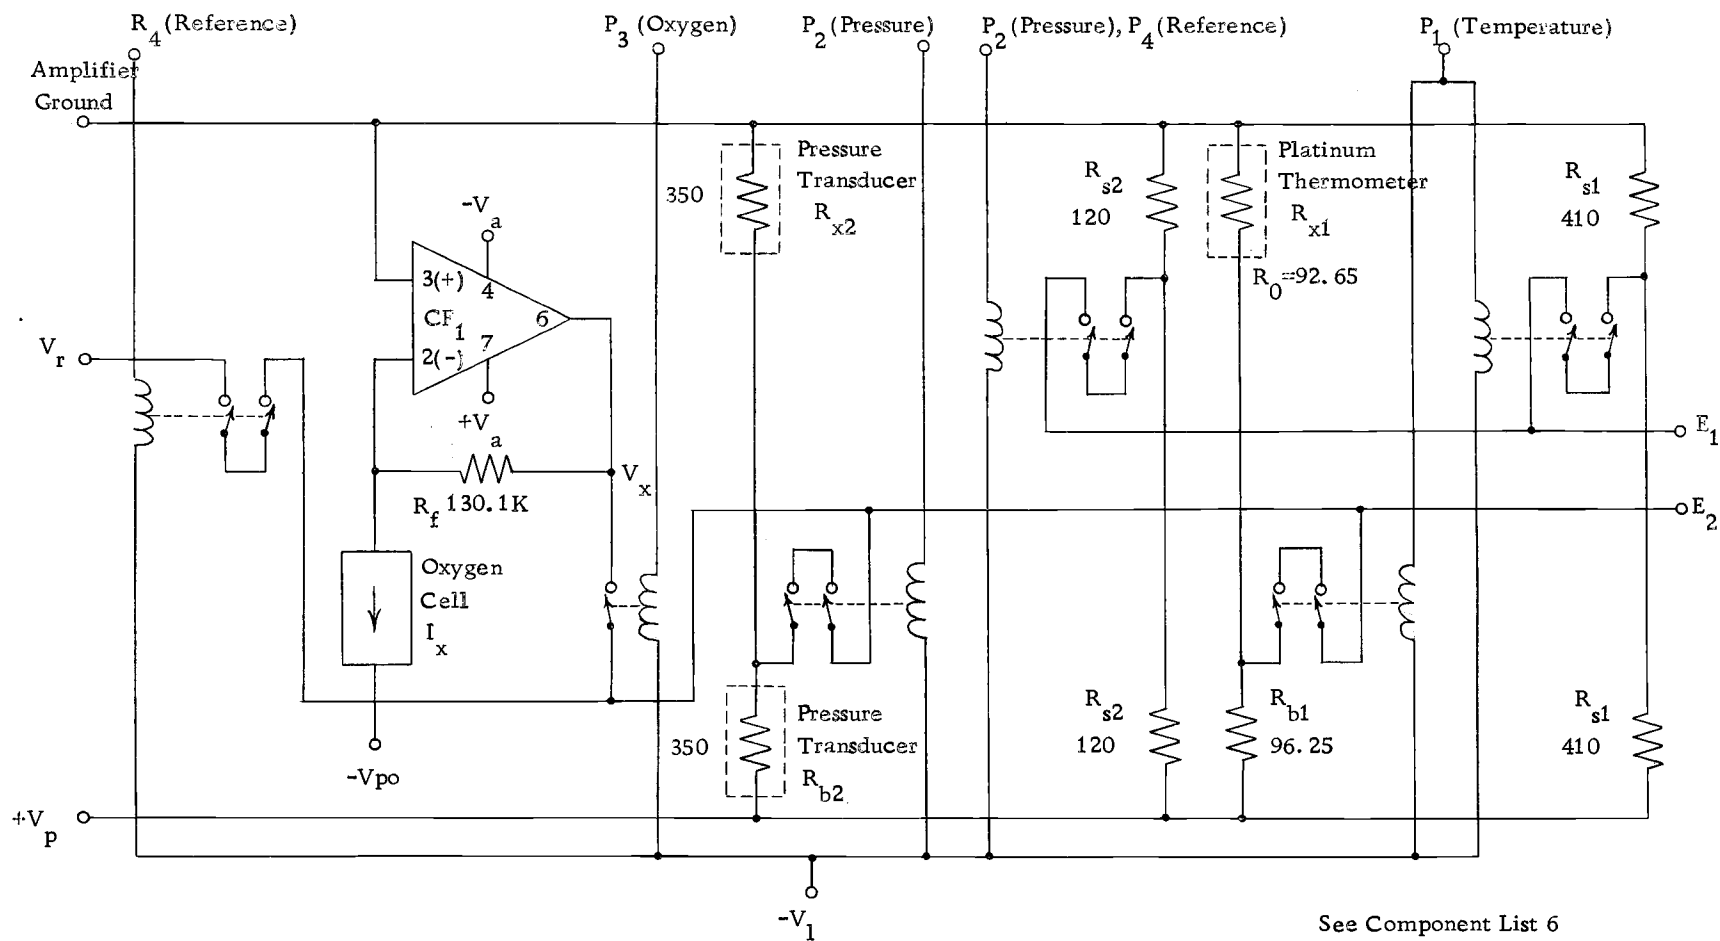 R4 (Reference)
P3 (Oxygen)
P2 (Pressure)
P2 (Pressure), P4 (Reference)
P1 (Temperature)
Amplifier
Ground
350
Pressure
Transducer
Rx2
Rs2
120
Platinum
Thermometer
Rx1
R0=92.65
Rs1
410
-Va
3(+)
4
CF1
6
7
2(-)
+Va
Vr
E1
Vx
Rf 130.1K
E2
Oxygen
Cell
Ix
-Vpo
350
Pressure
Transducer
Rb2
Rs2
120
Rb1
96.25
Rs1
410
+Vp
-V1
See Component List 6